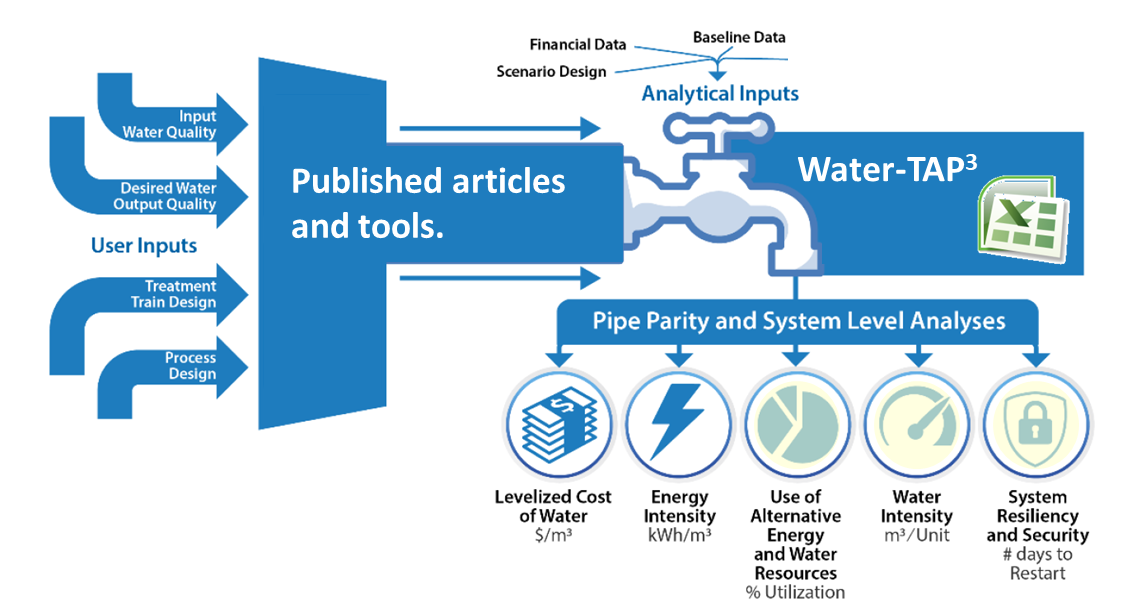 Financial Data
Baseline Data
Scenario Design
Analytical Inputs
Input
Water Quality
Desired Water
Output Quality
User Inputs
Treatment
Train Design
Process
Design
Published articles
and tools.
Water-TAP³
X
Pipe Parity and System Level Analyses
$
Levelized Cost
of Water
$/m³
Energy
Intensity
kWh/m³
Use of
Alternative
Energy
and Water
Resources
% Utilization
Water
Intensity
m³/Unit
System
Resiliency
and Security
# days to
Restart